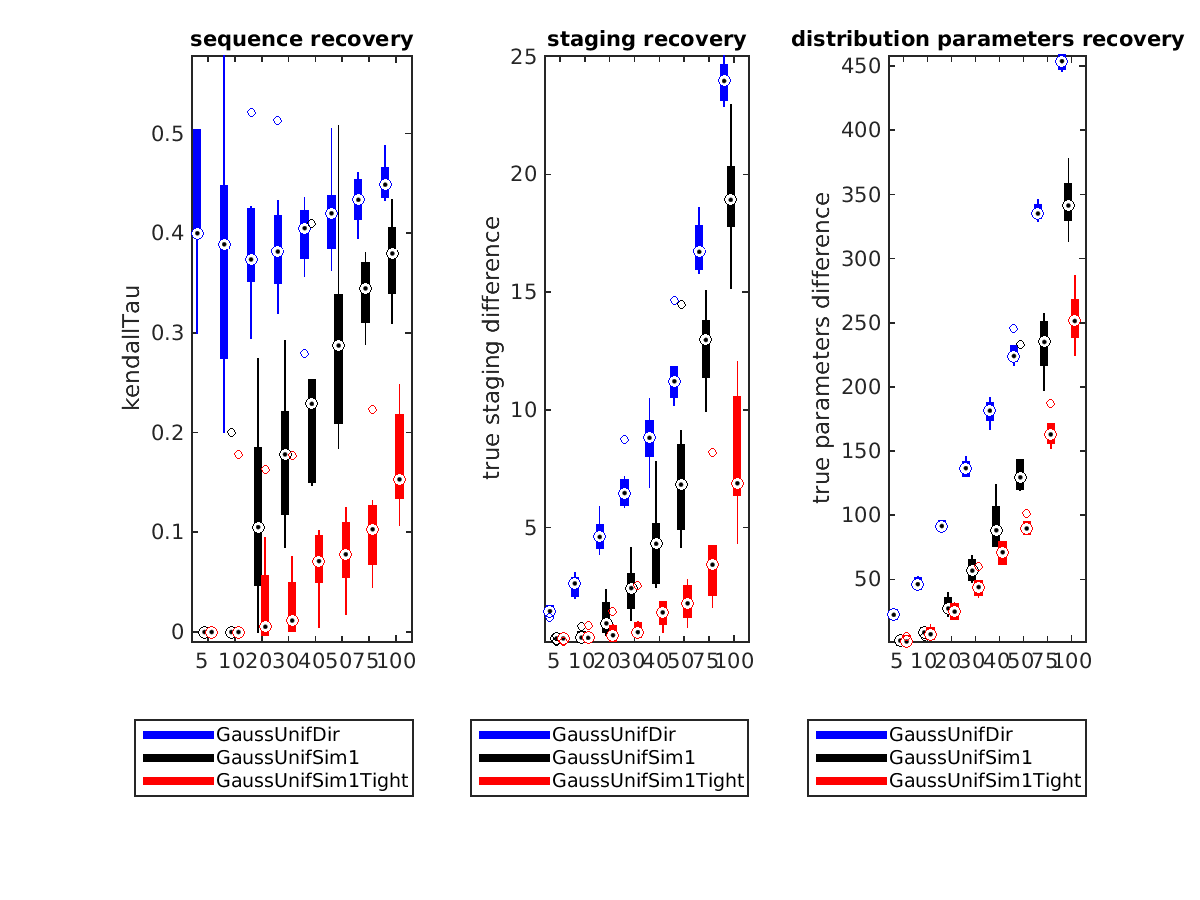 sequence recovery
kendallTau
0.5
0.4
0.3
0.2
0.1
0
5 10 20 30 40 50 75 100
GaussUnifDir
GaussUnifSim1
GaussUnifSim1Tight
staging recovery
true staging difference
25
20
15
10
5
5 10 20 30 40 50 75 100
GaussUnifDir
GaussUnifSim1
GaussUnifSim1Tight
distribution parameters recovery
true parameters difference
450
400
350
300
250
200
150
100
50
5 10 20 30 40 50 75 100
GaussUnifDir
GaussUnifSim1
GaussUnifSim1Tight